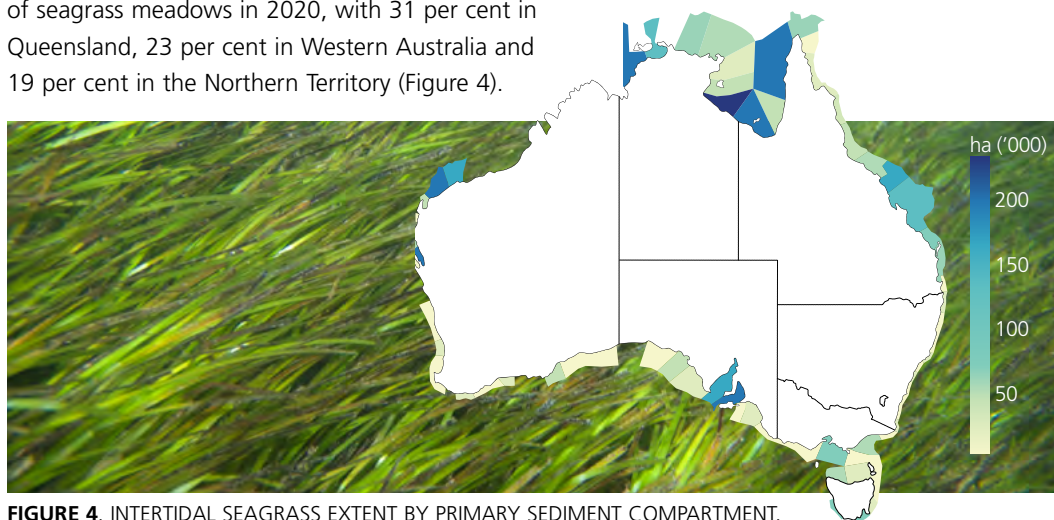 of seagrass meadows in 2020, with 31 per cent in
Queensland, 23 per cent in Western Australia and
19 per cent in the Northern Territory (Figure 4).
ha ('000)
200
150
100
50
FIGURE 4. INTERTIDAL SEAGRASS EXTENT BY PRIMARY SEDIMENT COMPARTMENT.